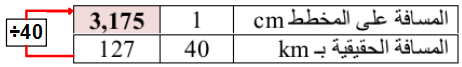 المسافة على المخطط cm 1 3,175
المسافة الحقيقية بـ km 40 127
÷40